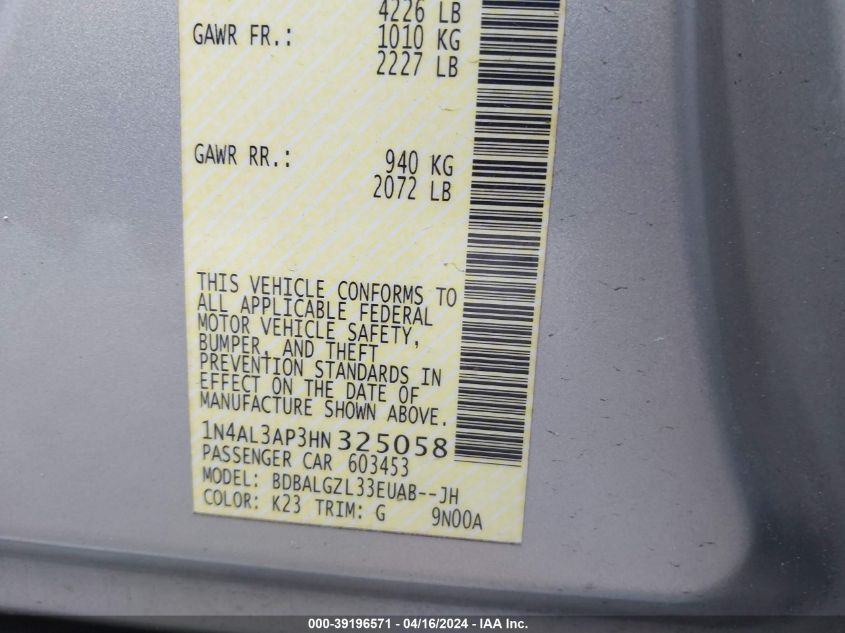 4226 LB
GAWR FR.: 1010 KG
2227 LB
GAWR RR.: 940 KG
2072 LB
THIS VEHICLE CONFORMS TO
ALL APPLICABLE FEDERAL
MOTOR VEHICLE SAFETY,
BUMPER, AND THEFT
PREVENTION STANDARDS IN
EFFECT ON THE DATE OF
MANUFACTURE SHOWN ABOVE.
1N4AL3AP3HN 325058
PASSENGER CAR 603453
MODEL: BDBALGZL33EUAB--JH
COLOR: K23 TRIM: G 9N00A
000-39196571 - 04/16/2024 - IAA Inc.